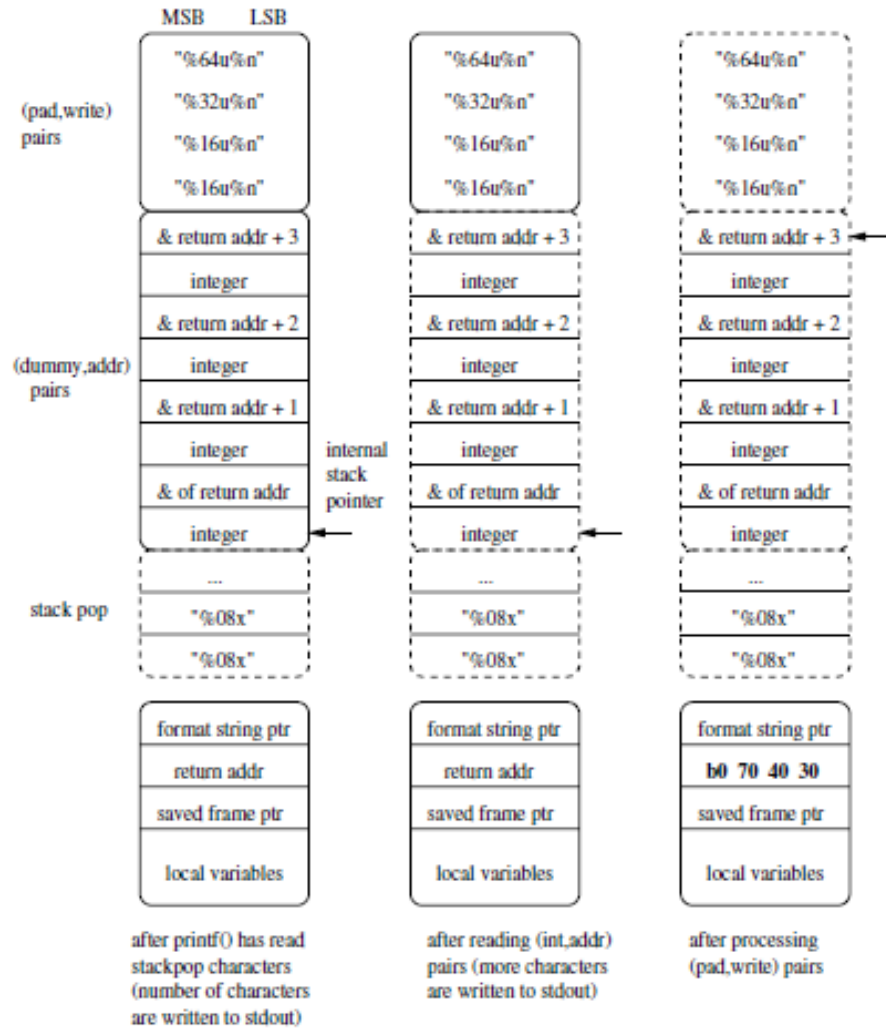 MSB LSB
"%64u%n" "%64u%n" "%64u%n"
(pad,write) "%32u%n" "%32u%n" "%32u%n"
pairs "%16u%n" "%16u%n" "%16u%n"
"%16u%n" "%16u%n" "%16u%n"
& return addr + 3 & return addr + 3 & return addr + 3
integer integer integer
& return addr + 2 & return addr + 2 & return addr + 2
(dummy,addr) integer integer integer
pairs & return addr + 1 & return addr + 1 & return addr + 1
integer internal integer integer
& of return addr stack & of return addr & of return addr
integer pointer integer integer
... ... ...
stack pop "%08x" "%08x" "%08x"
"%08x" "%08x" "%08x"
format string ptr format string ptr format string ptr
return addr return addr b0 70 40 30
saved frame ptr saved frame ptr saved frame ptr
local variables local variables local variables
after printf() has read after reading (int,addr) after processing
stackpop characters pairs (more characters (pad,write) pairs
(number of characters are written to stdout)
are written to stdout)